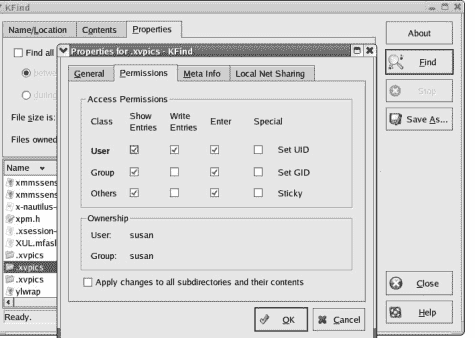 KFind
Name/Location Contents Properties
Find all
File size is:
Files owned
Name
xmmssens
xmmssens
x-nautilus-
xpm.h
.xsession-
XUL.mfasl
.xvpics
.xvpics
.xvpics
ylwrap
Ready.
About
Find
Stop
Save As...
Close
Help
Properties for .xvpics - KFind
General Permissions Meta Info Local Net Sharing
Access Permissions
Class Show Entries Write Entries Enter Special
User Set UID
Group Set GID
Others Sticky
Ownership
User: susan
Group: susan
Apply changes to all subdirectories and their contents
OK Cancel